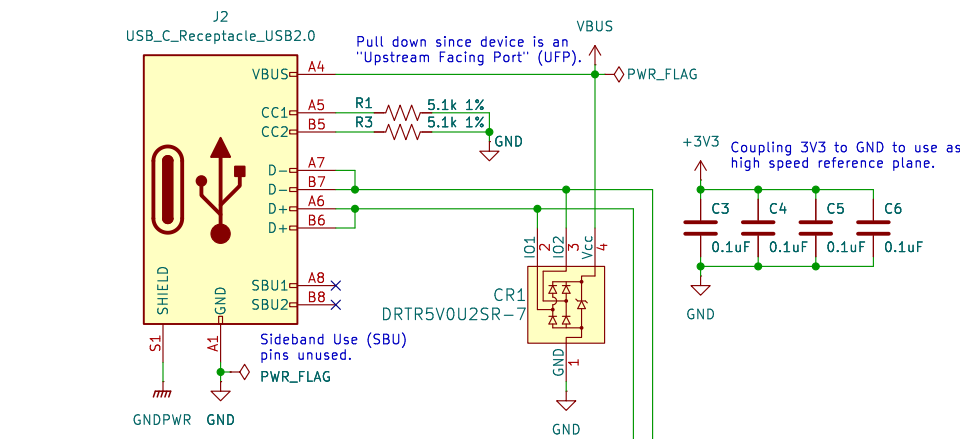 J2
USB_C_Receptacle_USB2.0
VBUS
A4
CC1
A5
CC2
B5
D-
A7
D-
B7
D+
A6
D+
B6
SBU1
A8
SBU2
B8
SHIELD
S1
GND
A1
Pull down since device is an
"Upstream Facing Port" (UFP).
VBUS
PWR_FLAG
R1
5.1k 1%
R3
5.1k 1%
GND
IO1
2
IO2
3
Vcc
4
CR1
DRTR5V0U2SR-7
GND
1
GND
Sideband Use (SBU)
pins unused.
PWR_FLAG
GNDPWR
GND
+3V3
Coupling 3V3 to GND to use as
high speed reference plane.
C3
0.1uF
C4
0.1uF
C5
0.1uF
C6
0.1uF
GND